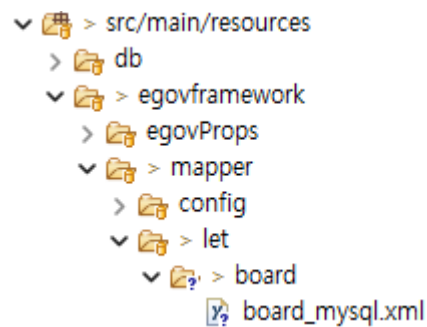 > src/main/resources
db
> egovframework
egovProps
> mapper
config
> let
> board
board_mysql.xml